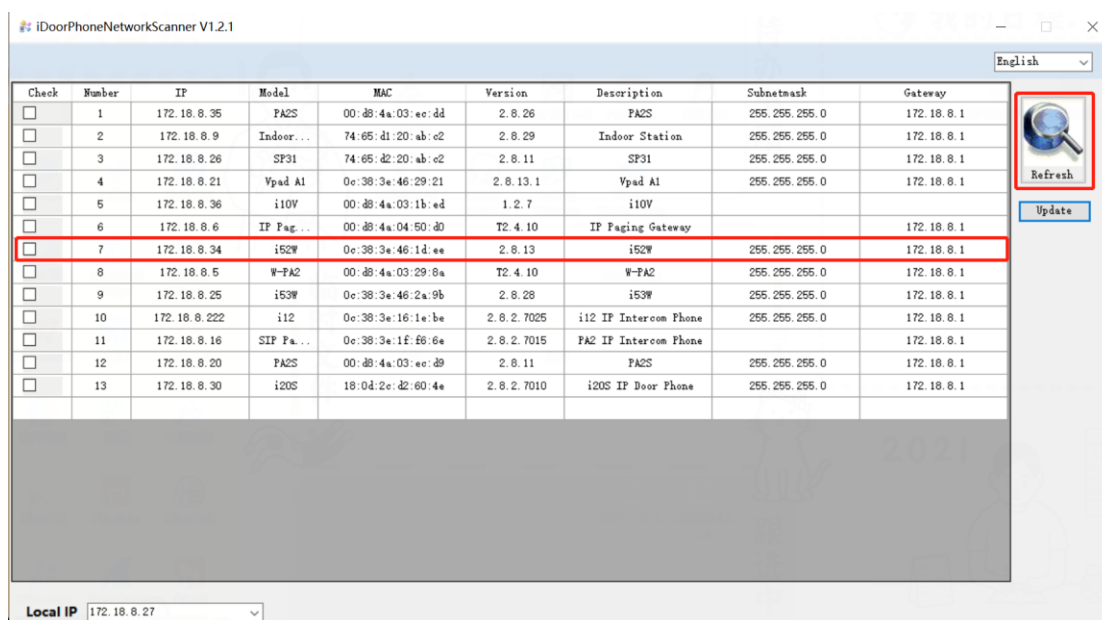 iDoorPhoneNetworkScanner V1.2.1
English
Check Number IP Model MAC Version Description Subnetmask Gateway
1 172.18.8.35 PA2S 00:d8:4a:03:ec:dd 2.8.26 PA2S 255.255.255.0 172.18.8.1
2 172.18.8.9 Indoor... 74:65:d1:20:ab:c2 2.8.29 Indoor Station 255.255.255.0 172.18.8.1
3 172.18.8.26 SP31 74:65:d2:20:ab:c2 2.8.11 SP31 255.255.255.0 172.18.8.1
4 172.18.8.21 Vpad A1 0c:38:3e:46:29:21 2.8.13.1 Vpad A1 255.255.255.0 172.18.8.1
5 172.18.8.36 i10V 00:d8:4a:03:1b:ed 1.2.7 i10V
6 172.18.8.6 IP Pag... 00:d8:4a:04:50:d0 T2.4.10 IP Paging Gateway 172.18.8.1
7 172.18.8.34 i52W 0c:38:3e:46:1d:ee 2.8.13 i52W 255.255.255.0 172.18.8.1
8 172.18.8.5 W-PA2 00:d8:4a:03:29:8a T2.4.10 W-PA2 255.255.255.0 172.18.8.1
9 172.18.8.25 i53W 0c:38:3e:46:2a:9b 2.8.28 i53W 255.255.255.0 172.18.8.1
10 172.18.8.222 i12 0c:38:3e:16:1e:be 2.8.2.7025 i12 IP Intercom Phone 255.255.255.0 172.18.8.1
11 172.18.8.16 SIP Pa... 0c:38:3e:1f:f6:6e 2.8.2.7015 PA2 IP Intercom Phone 172.18.8.1
12 172.18.8.20 PA2S 00:d8:4a:03:ec:d9 2.8.11 PA2S 255.255.255.0 172.18.8.1
13 172.18.8.30 i20S 18:0d:2c:d2:60:4e 2.8.2.7010 i20S IP Door Phone 255.255.255.0 172.18.8.1
Refresh
Update
2021
Local IP 172.18.8.27